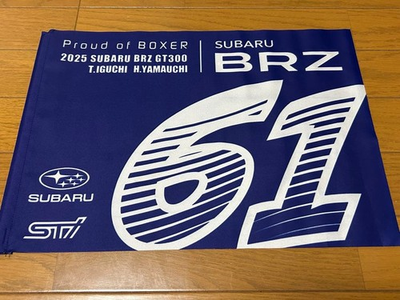 Proud of BOXER
2025 SUBARU BRZ GT300
T.IGUCHI H.YAMAUCHI
SUBARU
BRZ
61
SUBARU
STI